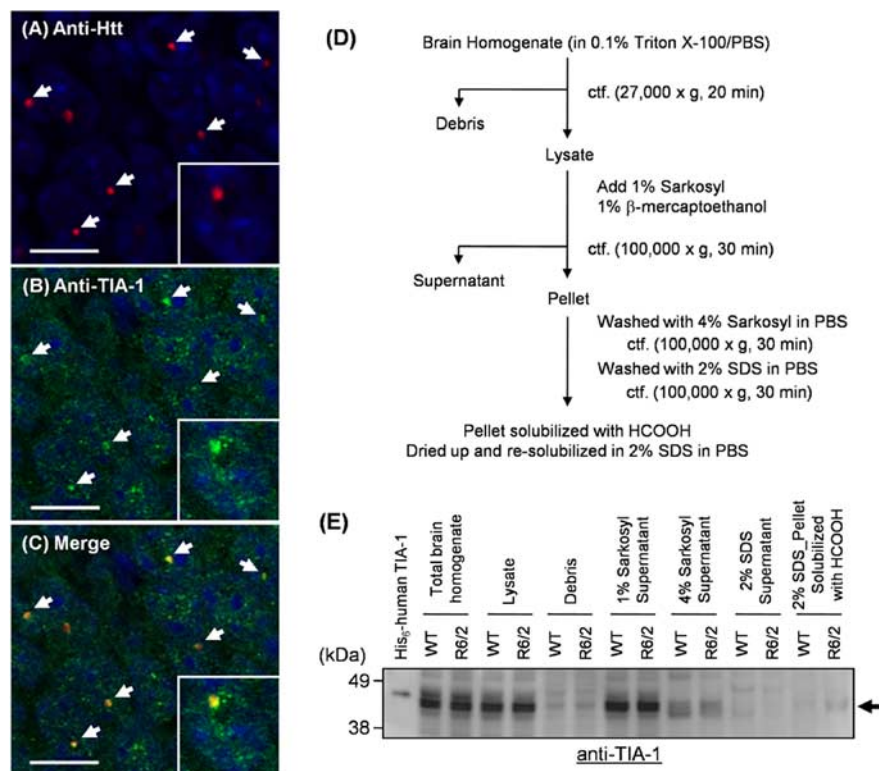 (A) Anti-Htt
(B) Anti-TIA-1
(C) Merge
(D)
Brain Homogenate (in 0.1% Triton X-100/PBS)
ctf. (27,000 x g, 20 min)
Debris
Lysate
Add 1% Sarkosyl
1% β-mercaptoethanol
ctf. (100,000 x g, 30 min)
Supernatant
Pellet
Washed with 4% Sarkosyl in PBS
ctf. (100,000 x g, 30 min)
Washed with 2% SDS in PBS
ctf. (100,000 x g, 30 min)
Pellet solubilized with HCOOH
Dried up and re-solubilized in 2% SDS in PBS
(E)
His₆-human TIA-1
Total brain
homogenate
Lysate
Debris
1% Sarkosyl
Supernatant
4% Sarkosyl
Supernatant
2% SDS
Supernatant
2% SDS_Pellet
Solubilized
with HCOOH
WT R6/2 WT R6/2 WT R6/2 WT R6/2 WT R6/2 WT R6/2 WT R6/2
(kDa)
49
38
anti-TIA-1